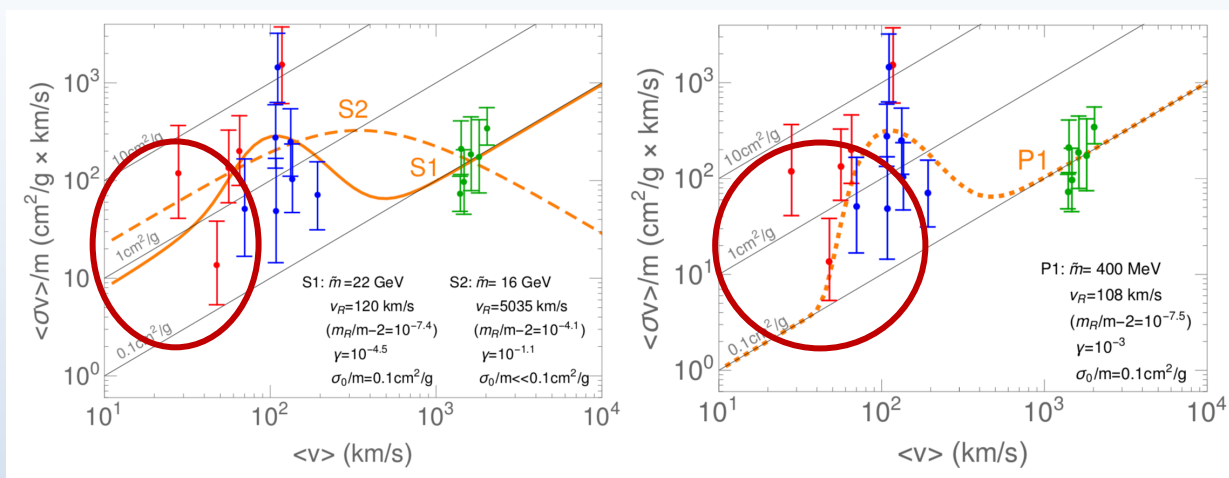 <σv>/m (cm²/g × km/s)
10³
10²
10¹
10⁰
10cm²/g
1cm²/g
0.1cm²/g
S2
S1
S1: m̃ =22 GeV
v_R=120 km/s
(m_R/m-2=10^-7.4)
γ=10^-4.5
σ₀/m=0.1cm²/g
S2: m̃= 16 GeV
v_R=5035 km/s
(m_R/m-2=10^-4.1)
γ=10^-1.1
σ₀/m<<0.1cm²/g
10¹
10²
10³
10⁴
<v> (km/s)
<σv>/m (cm²/g × km/s)
10³
10²
10¹
10⁰
10cm²/g
1cm²/g
0.1cm²/g
P1
P1: m̃= 400 MeV
v_R=108 km/s
(m_R/m-2=10^-7.5)
γ=10^-3
σ₀/m=0.1cm²/g
10¹
10²
10³
10⁴
<v> (km/s)